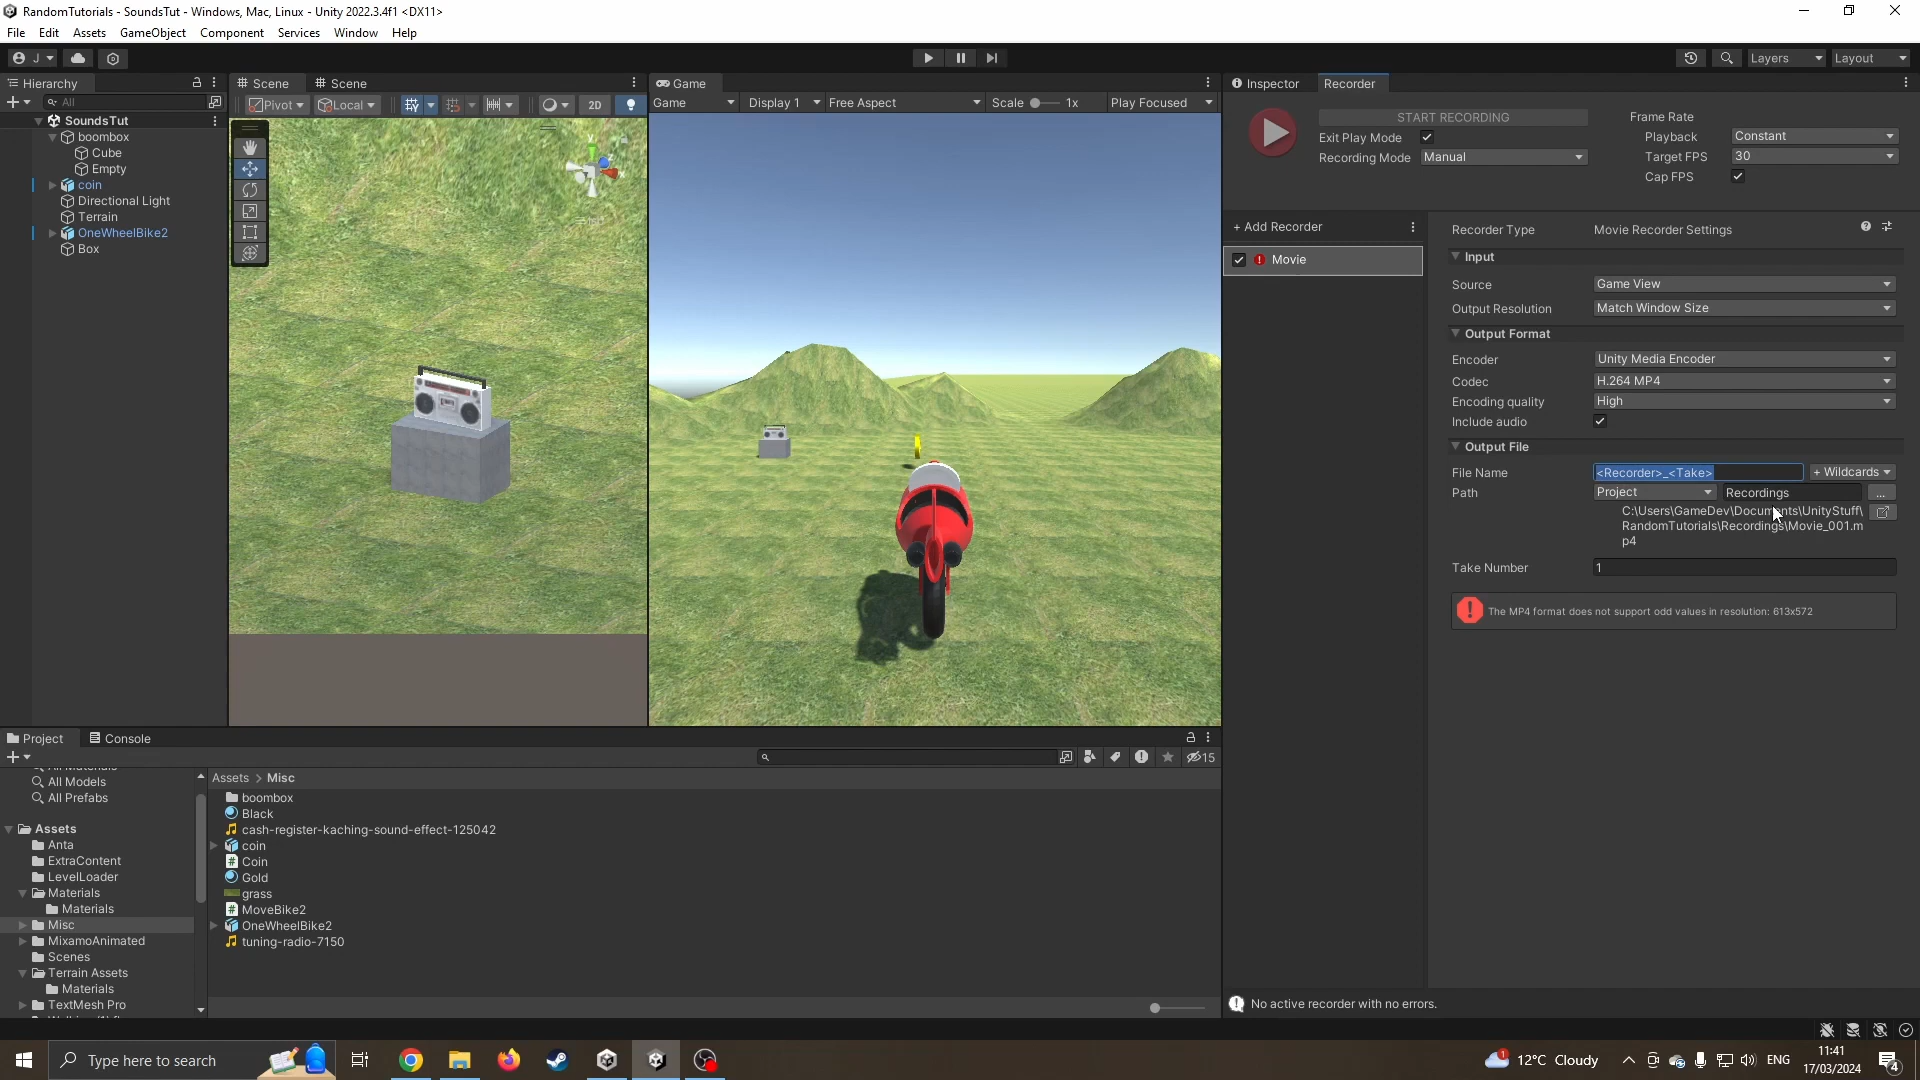 RandomTutorials - SoundsTut - Windows, Mac, Linux - Unity 2022.3.4f1 <DX11>
File Edit Assets GameObject Component Services Window Help
J
Layers
Layout
Hierarchy
Scene
Scene
Game
Inspector
Recorder
All
Pivot
Local
2D
Game
Display 1
Free Aspect
Scale
1x
Play Focused
SoundsTut
boombox
Cube
Empty
coin
Directional Light
Terrain
OneWheelBike2
Box
START RECORDING
Exit Play Mode
Recording Mode
Manual
Frame Rate
Playback
Constant
Target FPS
30
Cap FPS
+ Add Recorder
Movie
Recorder Type
Movie Recorder Settings
Input
Source
Game View
Output Resolution
Match Window Size
Output Format
Encoder
Unity Media Encoder
Codec
H.264 MP4
Encoding quality
High
Include audio
Output File
File Name
<Recorder>_<Take>
+ Wildcards
Path
Project
Recordings
...
C:\Users\GameDev\Documents\UnityStuff\
RandomTutorials\Recordings\Movie_001.m
p4
Take Number
1
The MP4 format does not support odd values in resolution: 613x572
No active recorder with no errors.
Project
Console
15
All Models
All Prefabs
Assets
Anta
ExtraContent
LevelLoader
Materials
Materials
Misc
MixamoAnimated
Scenes
Terrain Assets
Materials
TextMesh Pro
Assets > Misc
boombox
Black
cash-register-kaching-sound-effect-125042
coin
Coin
Gold
grass
MoveBike2
OneWheelBike2
tuning-radio-7150
Type here to search
1
12°C Cloudy
ENG
11:41
17/03/2024
4